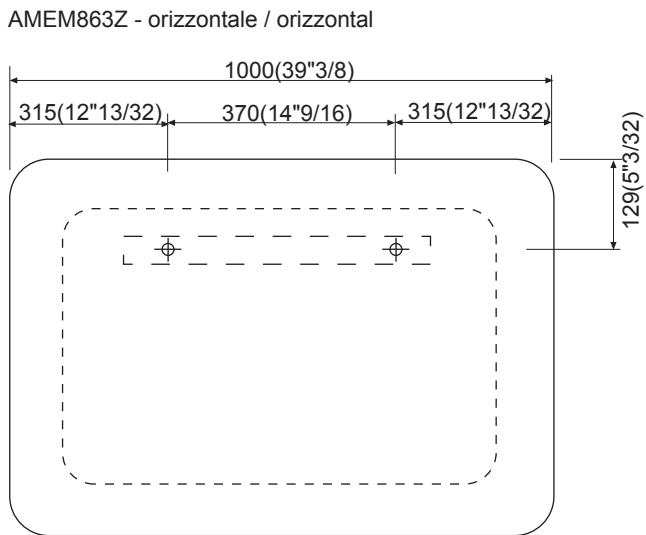 AMEM863Z - orizzontale / orizzontal
1000(39"3/8)
315(12"13/32) 370(14"9/16) 315(12"13/32)
129(5"3/32)